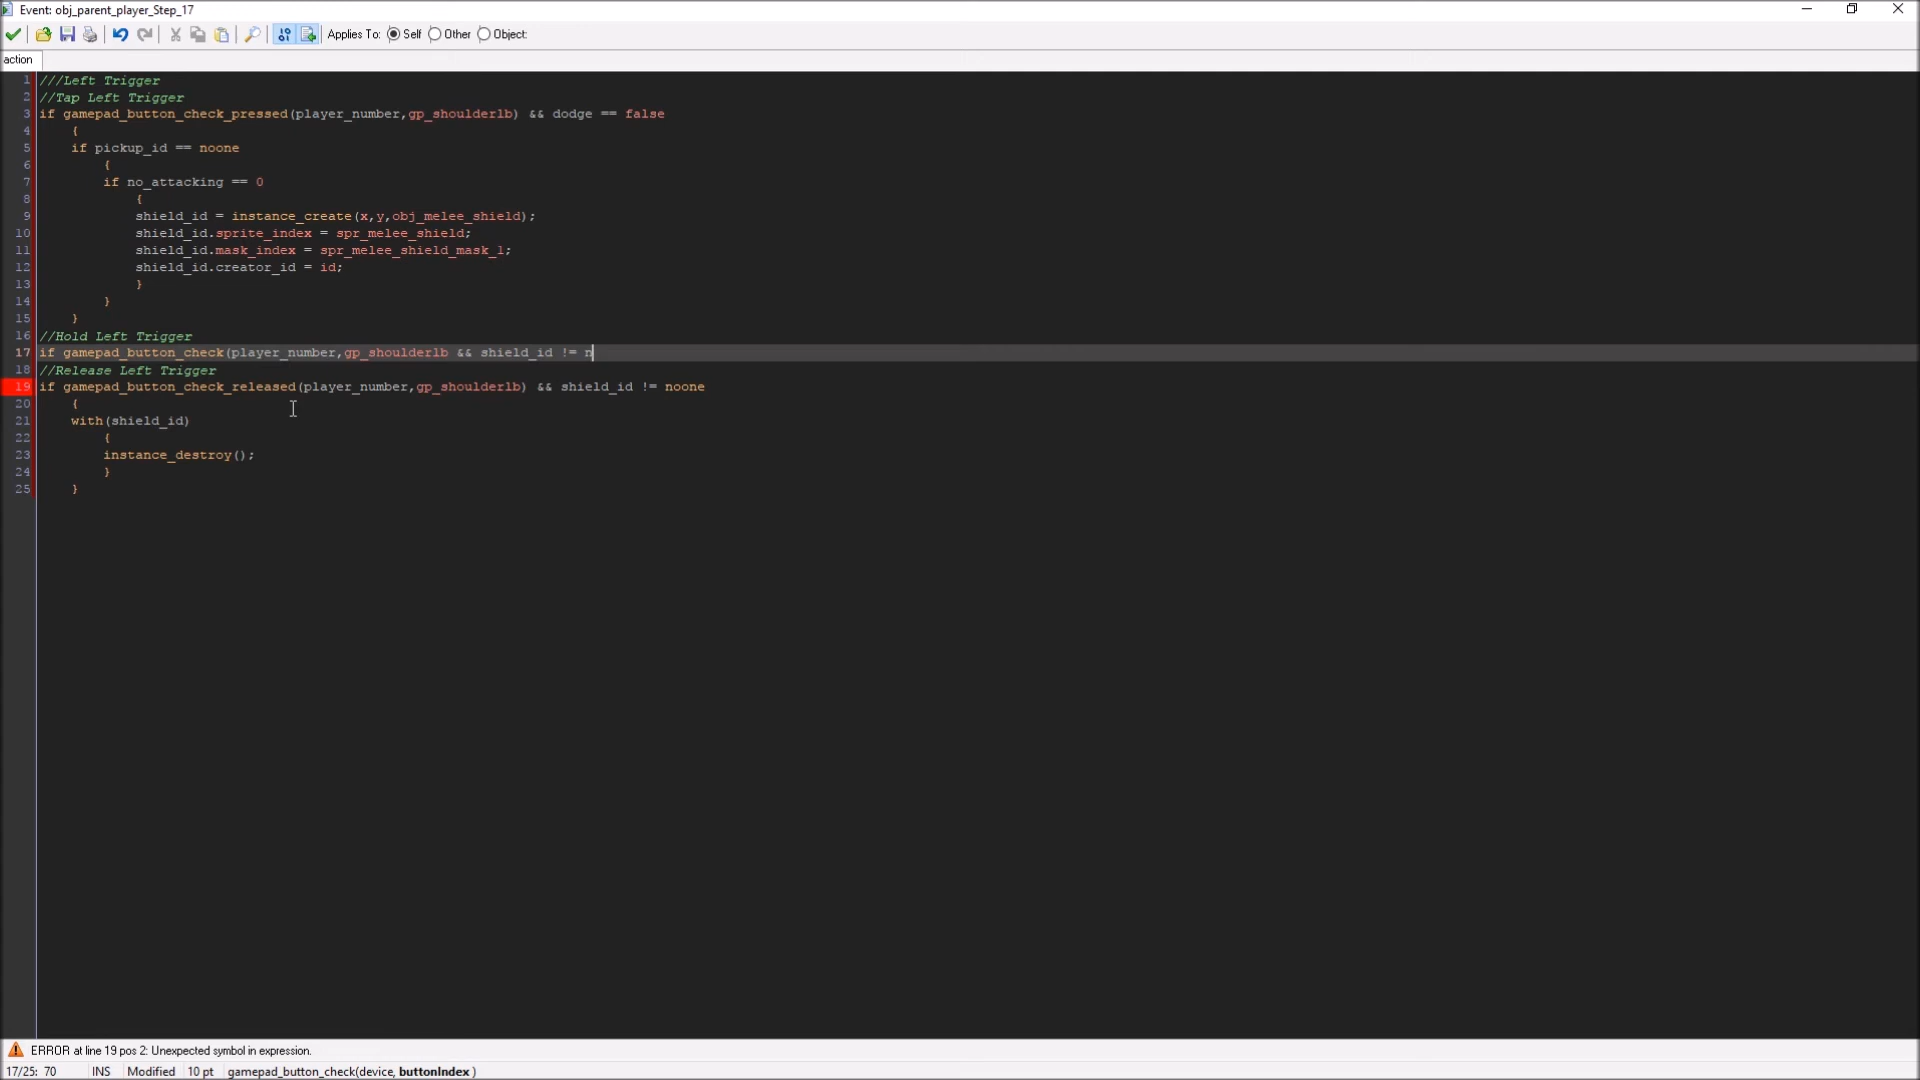 Event: obj_parent_player_Step_17
Applies To: Self Other Object:
action
1 ///Left Trigger
2 //Tap Left Trigger
3 if gamepad_button_check_pressed(player_number,gp_shoulderlb) && dodge == false
4 {
5 if pickup_id == noone
6 {
7 if no_attacking == 0
8 {
9 shield_id = instance_create(x,y,obj_melee_shield);
10 shield_id.sprite_index = spr_melee_shield;
11 shield_id.mask_index = spr_melee_shield_mask_1;
12 shield_id.creator_id = id;
13 }
14 }
15 }
16 //Hold Left Trigger
17 if gamepad_button_check(player_number,gp_shoulderlb && shield_id != n
18 //Release Left Trigger
19 if gamepad_button_check_released(player_number,gp_shoulderlb) && shield_id != noone
20 {
21 with(shield_id)
22 {
23 instance_destroy();
24 }
25 }
ERROR at line 19 pos 2: Unexpected symbol in expression.
17/25: 70 INS Modified 10 pt gamepad_button_check(device, buttonIndex )